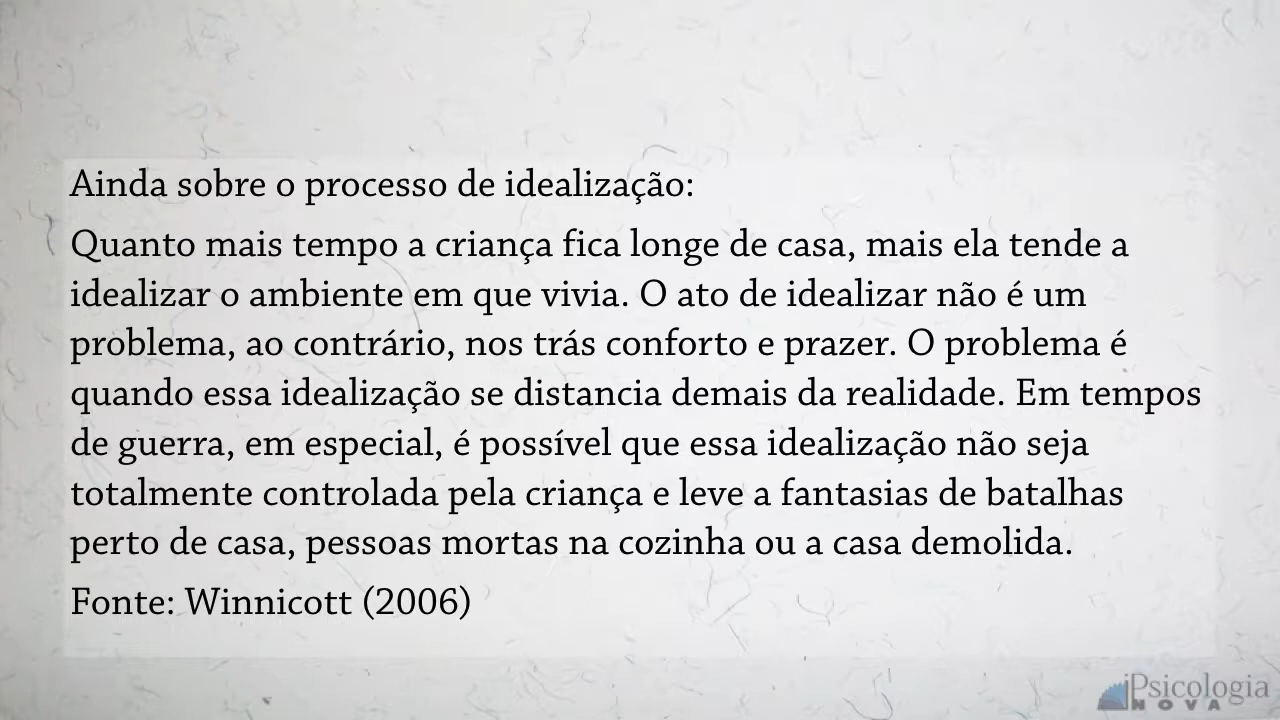 Ainda sobre o processo de idealização:
Quanto mais tempo a criança fica longe de casa, mais ela tende a
idealizar o ambiente em que vivia. O ato de idealizar não é um
problema, ao contrário, nos trás conforto e prazer. O problema é
quando essa idealização se distancia demais da realidade. Em tempos
de guerra, em especial, é possível que essa idealização não seja
totalmente controlada pela criança e leve a fantasias de batalhas
perto de casa, pessoas mortas na cozinha ou a casa demolida.
Fonte: Winnicott (2006)
Psicologia
NOVA